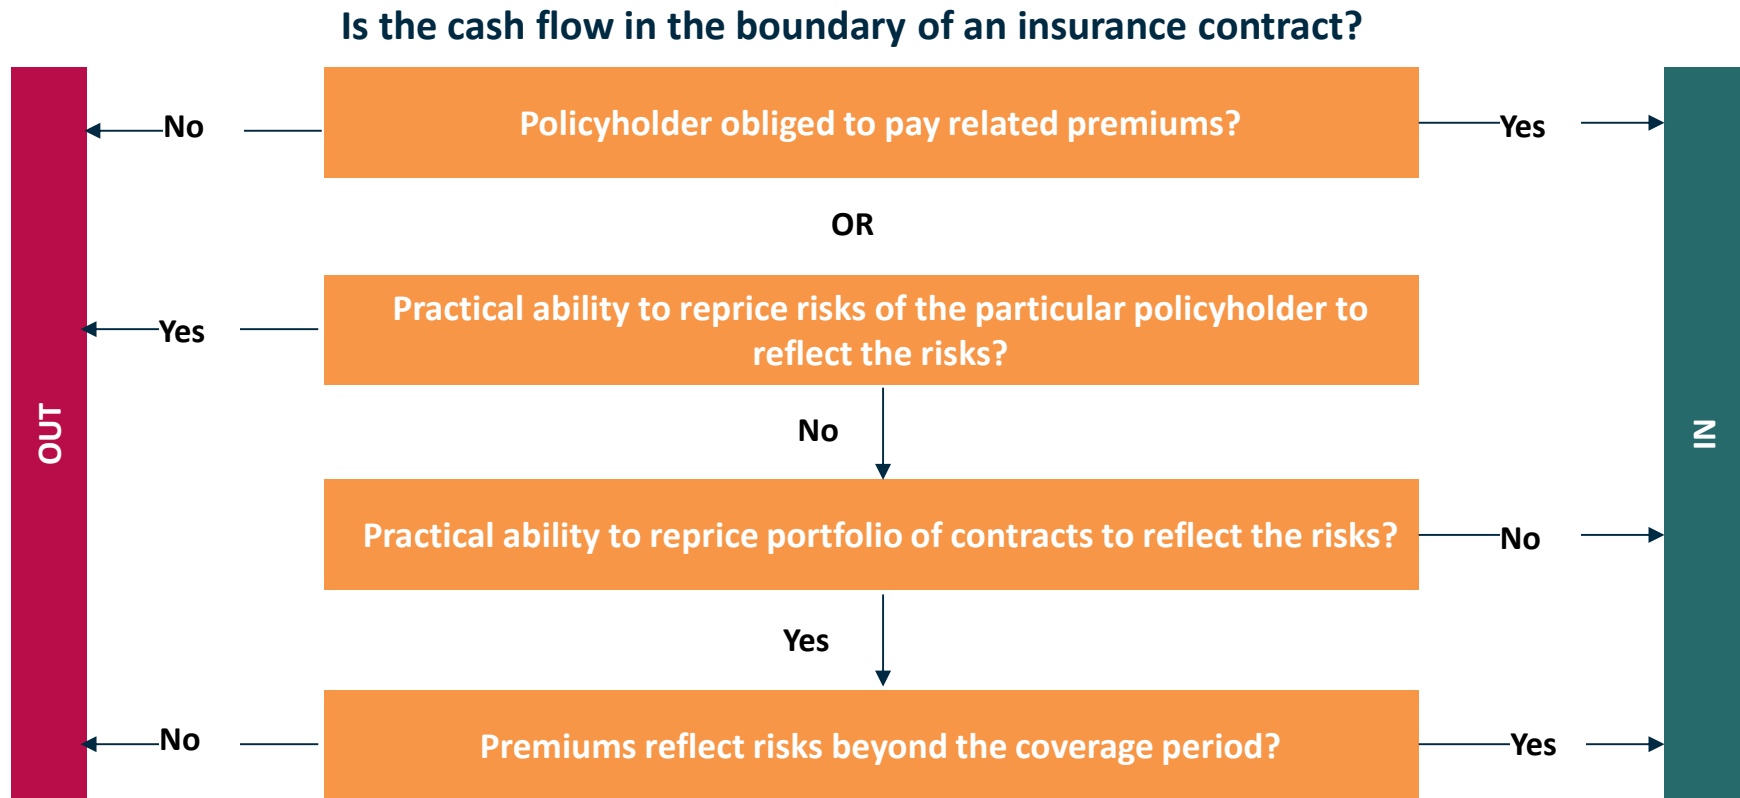 Is the cash flow in the boundary of an insurance contract?
No
Policyholder obliged to pay related premiums?
Yes
OR
Practical ability to reprice risks of the particular policyholder to
reflect the risks?
Yes
No
OUT
IN
Practical ability to reprice portfolio of contracts to reflect the risks?
No
Yes
No
Premiums reflect risks beyond the coverage period?
Yes